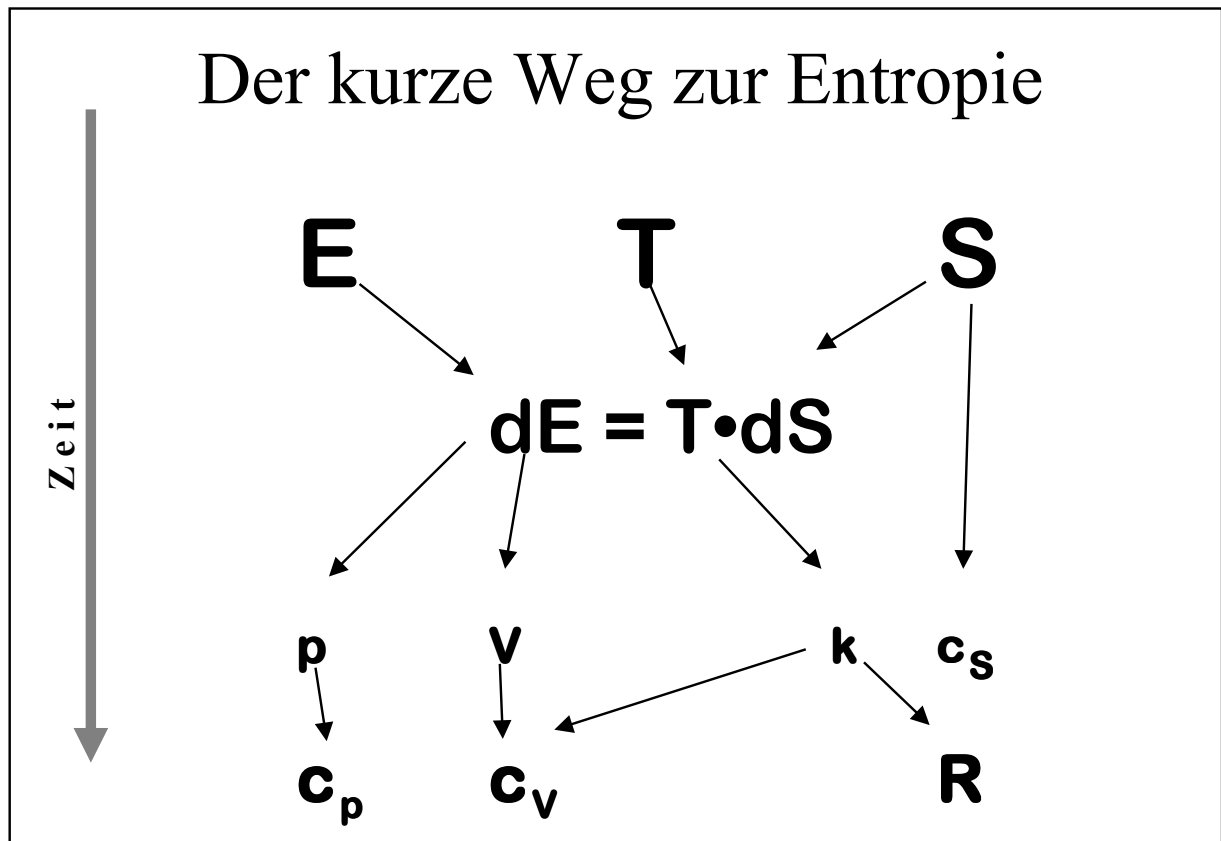 Der kurze Weg zur Entropie
Zeit
E T S
dE = T•dS
p V k cS
cp cV R